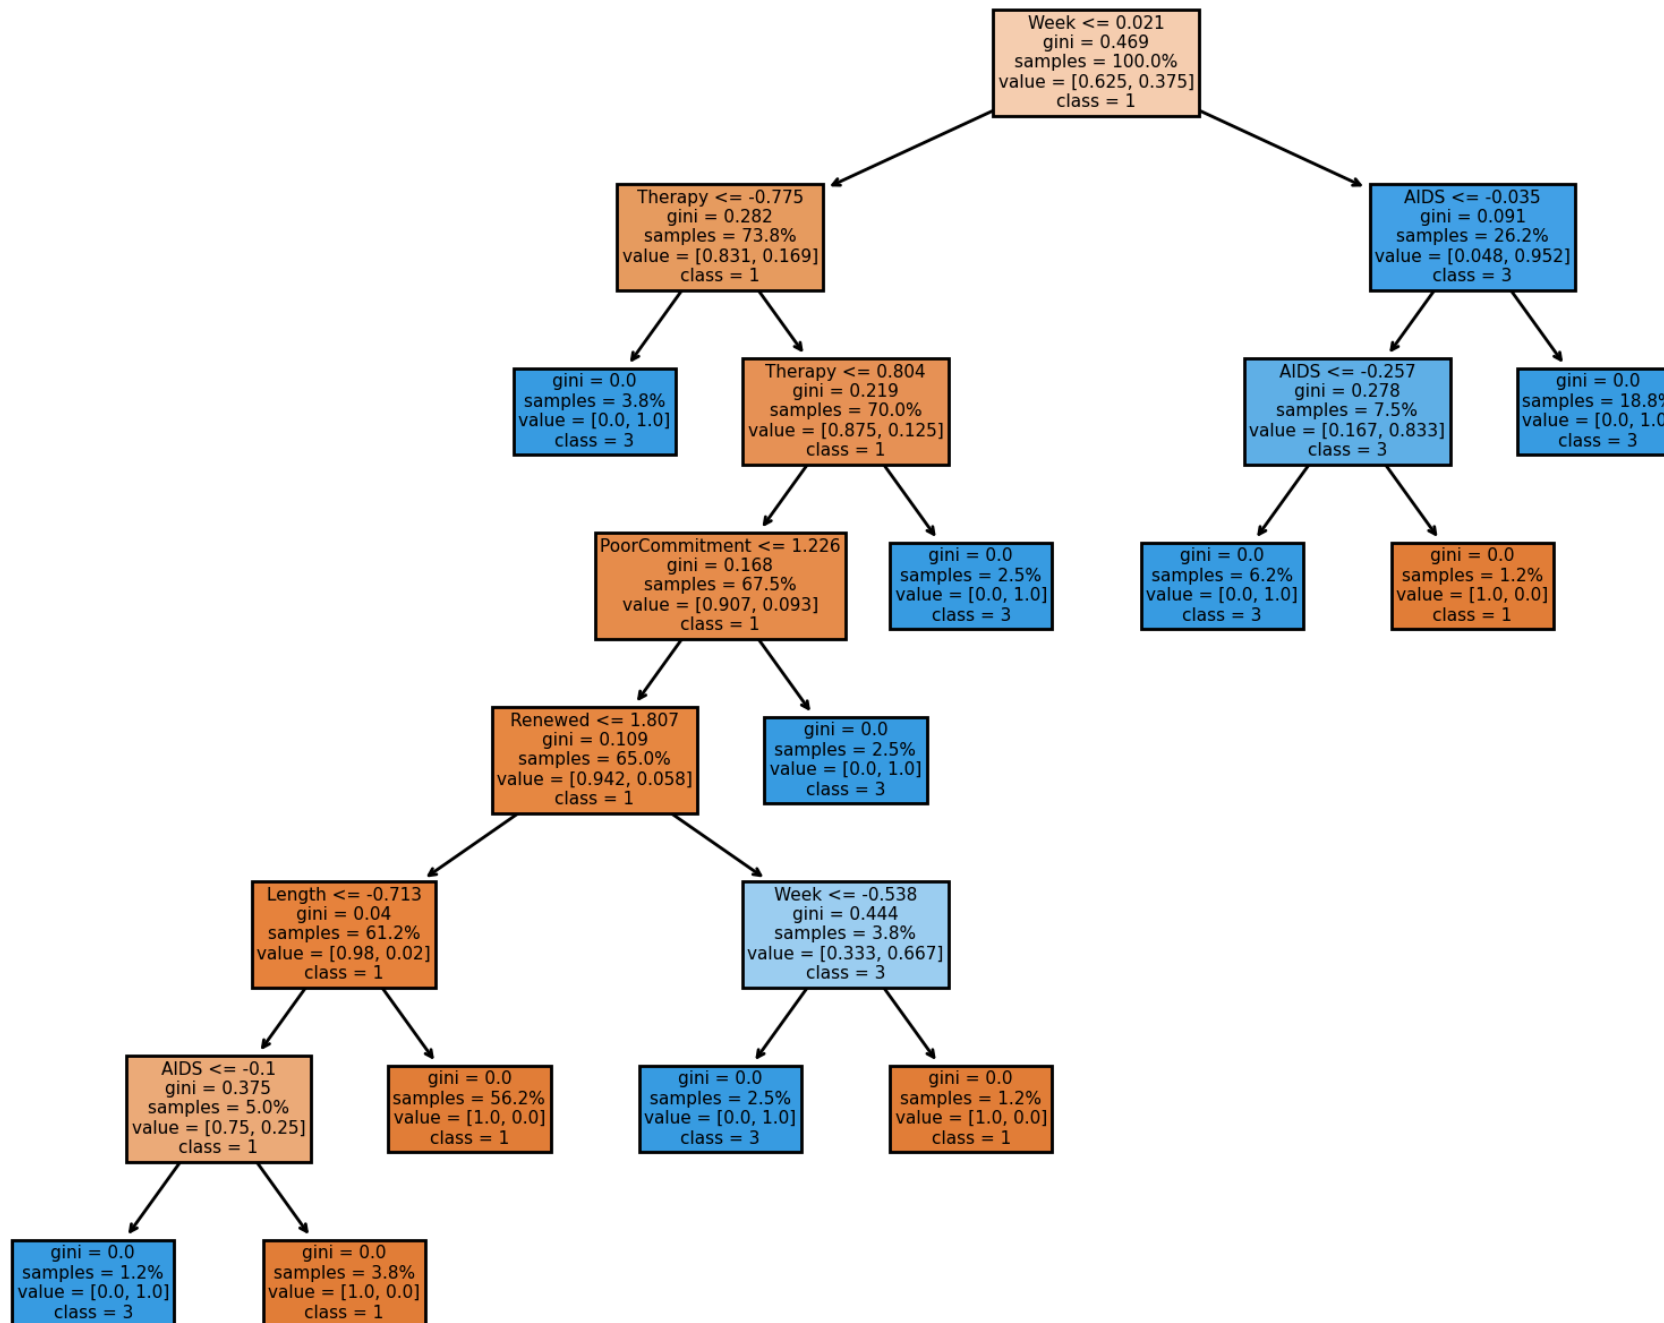 Week <= 0.021
gini = 0.469
samples = 100.0%
value = [0.625, 0.375]
class = 1
Therapy <= -0.775
gini = 0.282
samples = 73.8%
value = [0.831, 0.169]
class = 1
AIDS <= -0.035
gini = 0.091
samples = 26.2%
value = [0.048, 0.952]
class = 3
gini = 0.0
samples = 3.8%
value = [0.0, 1.0]
class = 3
Therapy <= 0.804
gini = 0.219
samples = 70.0%
value = [0.875, 0.125]
class = 1
AIDS <= -0.257
gini = 0.278
samples = 7.5%
value = [0.167, 0.833]
class = 3
gini = 0.0
samples = 18.8%
value = [0.0, 1.0
class = 3
PoorCommitment <= 1.226
gini = 0.168
samples = 67.5%
value = [0.907, 0.093]
class = 1
gini = 0.0
samples = 2.5%
value = [0.0, 1.0]
class = 3
gini = 0.0
samples = 6.2%
value = [0.0, 1.0]
class = 3
gini = 0.0
samples = 1.2%
value = [1.0, 0.0]
class = 1
Renewed <= 1.807
gini = 0.109
samples = 65.0%
value = [0.942, 0.058]
class = 1
gini = 0.0
samples = 2.5%
value = [0.0, 1.0]
class = 3
Length <= -0.713
gini = 0.04
samples = 61.2%
value = [0.98, 0.02]
class = 1
Week <= -0.538
gini = 0.444
samples = 3.8%
value = [0.333, 0.667]
class = 3
AIDS <= -0.1
gini = 0.375
samples = 5.0%
value = [0.75, 0.25]
class = 1
gini = 0.0
samples = 56.2%
value = [1.0, 0.0]
class = 1
gini = 0.0
samples = 2.5%
value = [0.0, 1.0]
class = 3
gini = 0.0
samples = 1.2%
value = [1.0, 0.0]
class = 1
gini = 0.0
samples = 1.2%
value = [0.0, 1.0]
class = 3
gini = 0.0
samples = 3.8%
value = [1.0, 0.0]
class = 1